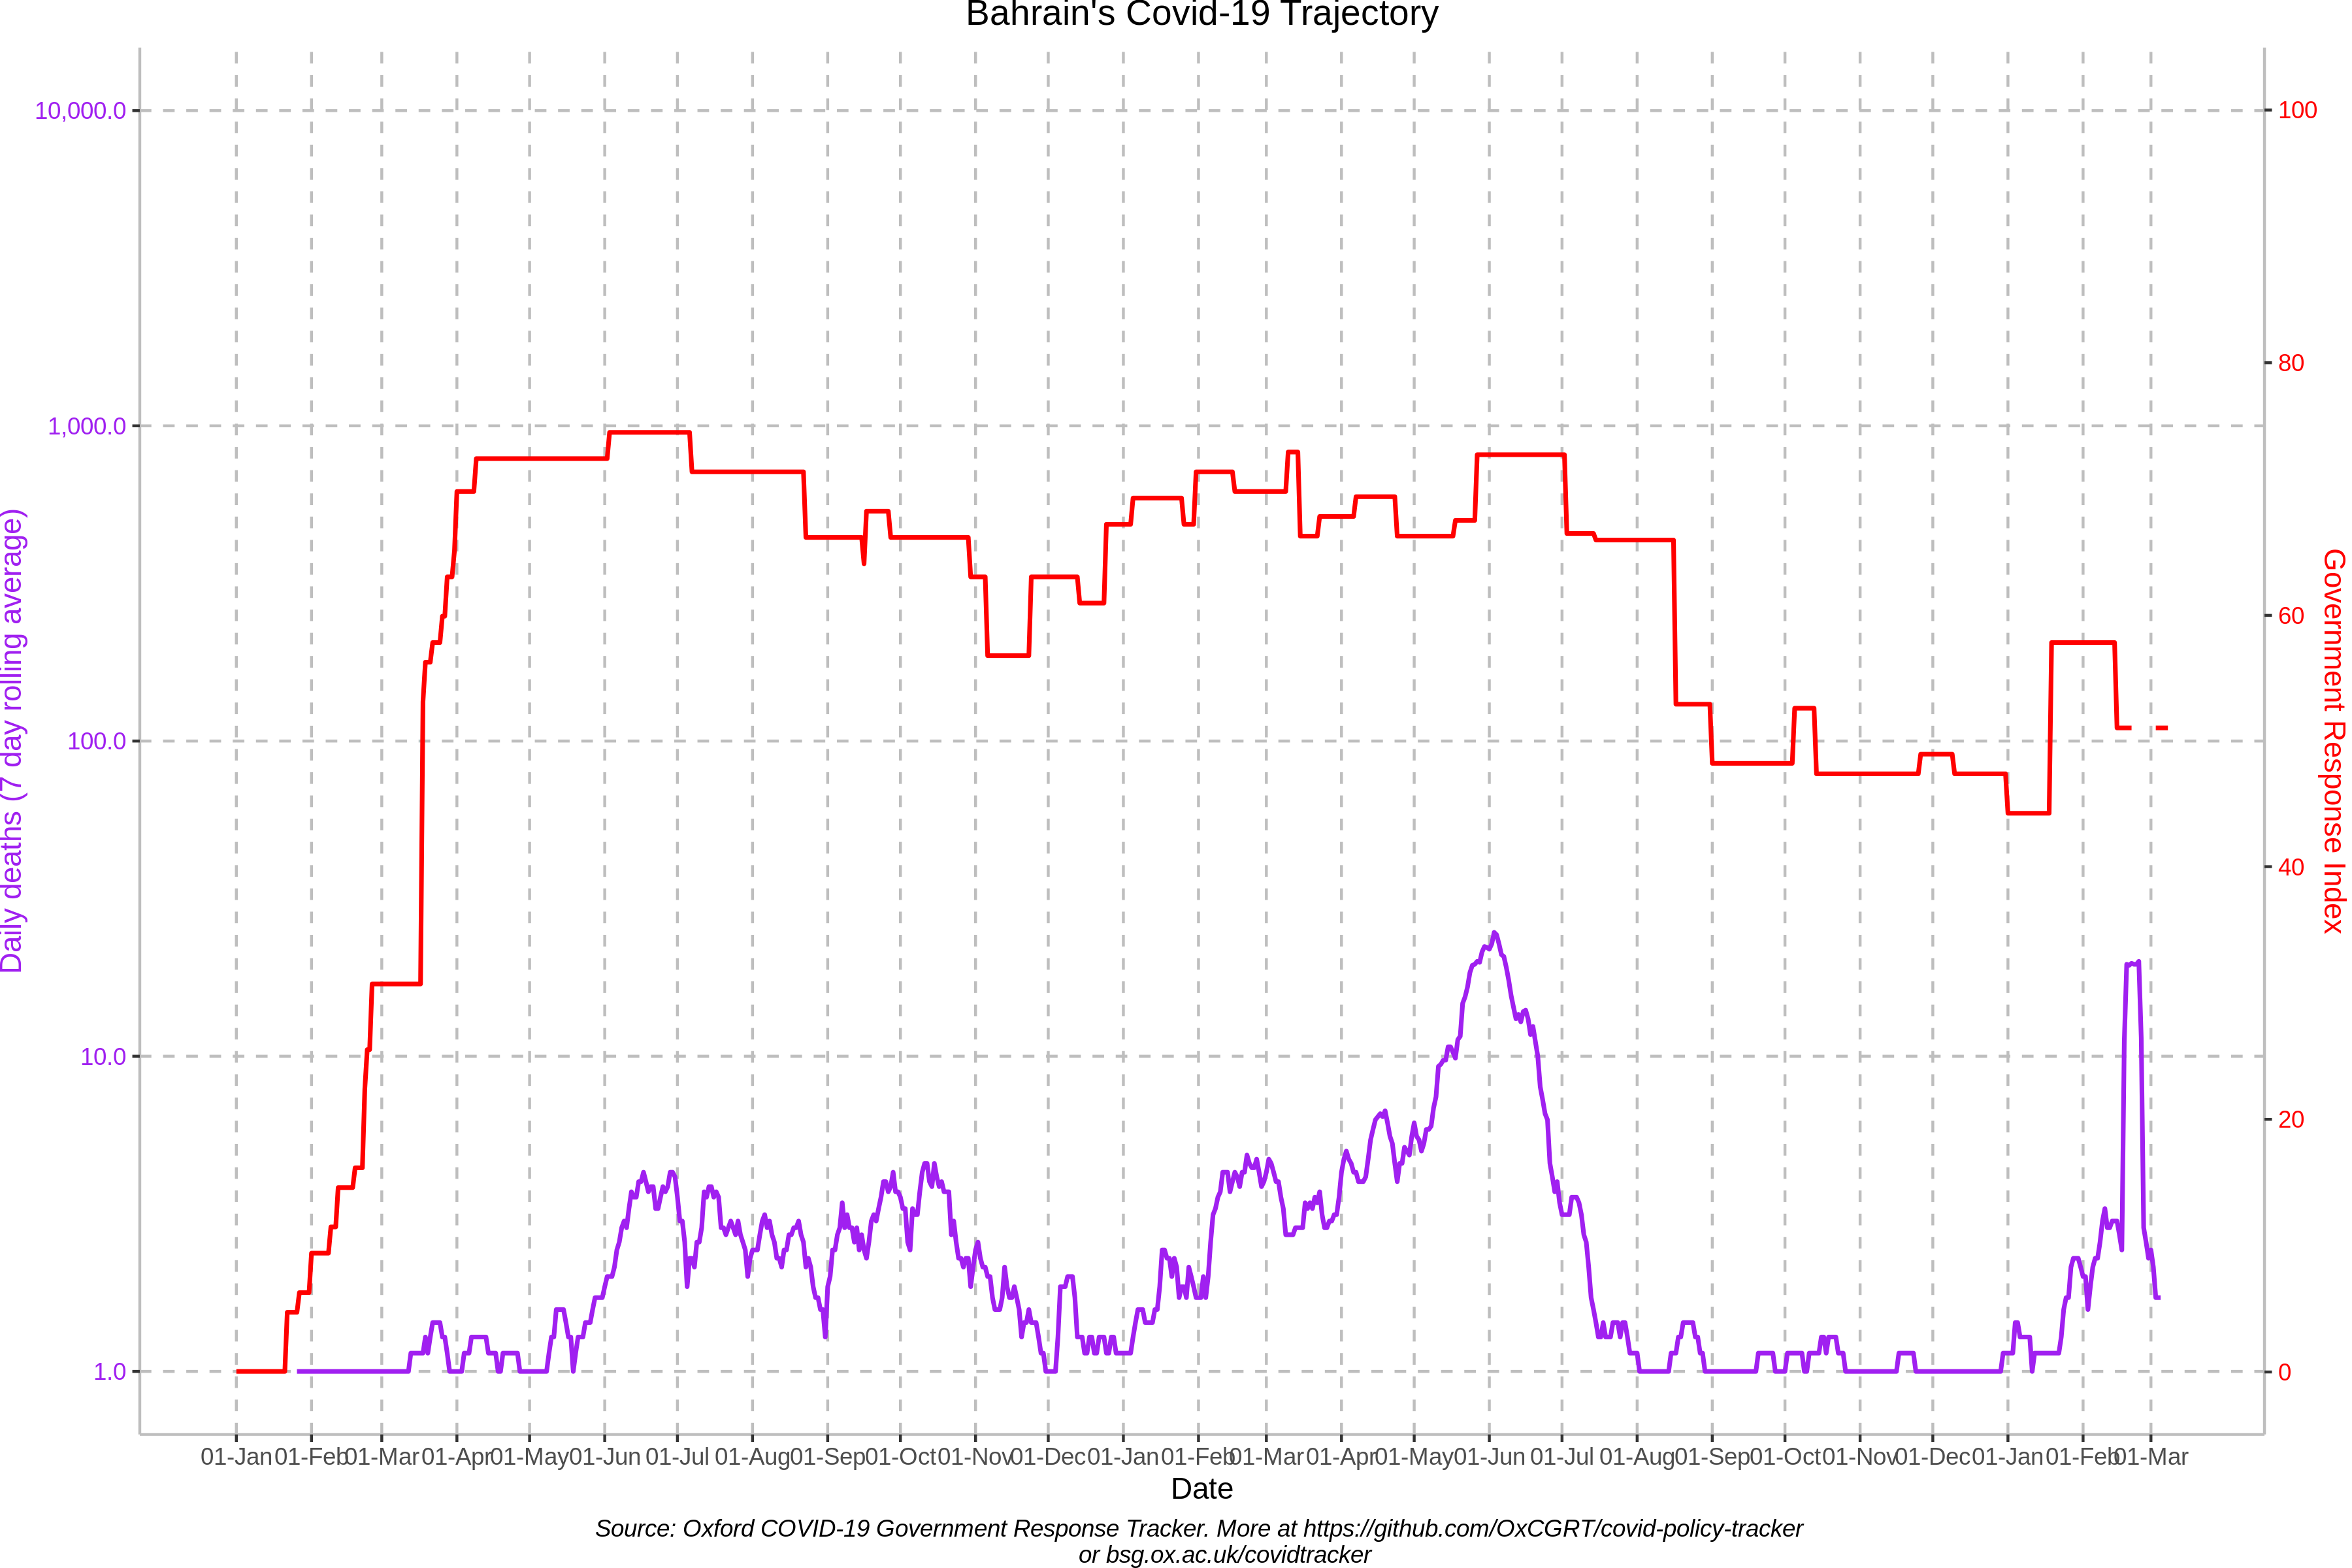 Bahrain's Covid-19 Trajectory
10,000.0
1,000.0
100.0
10.0
1.0
Daily deaths (7 day rolling average)
100
80
60
40
20
0
Government Response Index
01-Jan 01-Feb 01-Mar 01-Apr 01-May 01-Jun 01-Jul 01-Aug 01-Sep 01-Oct 01-Nov 01-Dec 01-Jan 01-Feb 01-Mar 01-Apr 01-May 01-Jun 01-Jul 01-Aug 01-Sep 01-Oct 01-Nov 01-Dec 01-Jan 01-Feb 01-Mar
Date
Source: Oxford COVID-19 Government Response Tracker. More at https://github.com/OxCGRT/covid-policy-tracker
or bsg.ox.ac.uk/covidtracker